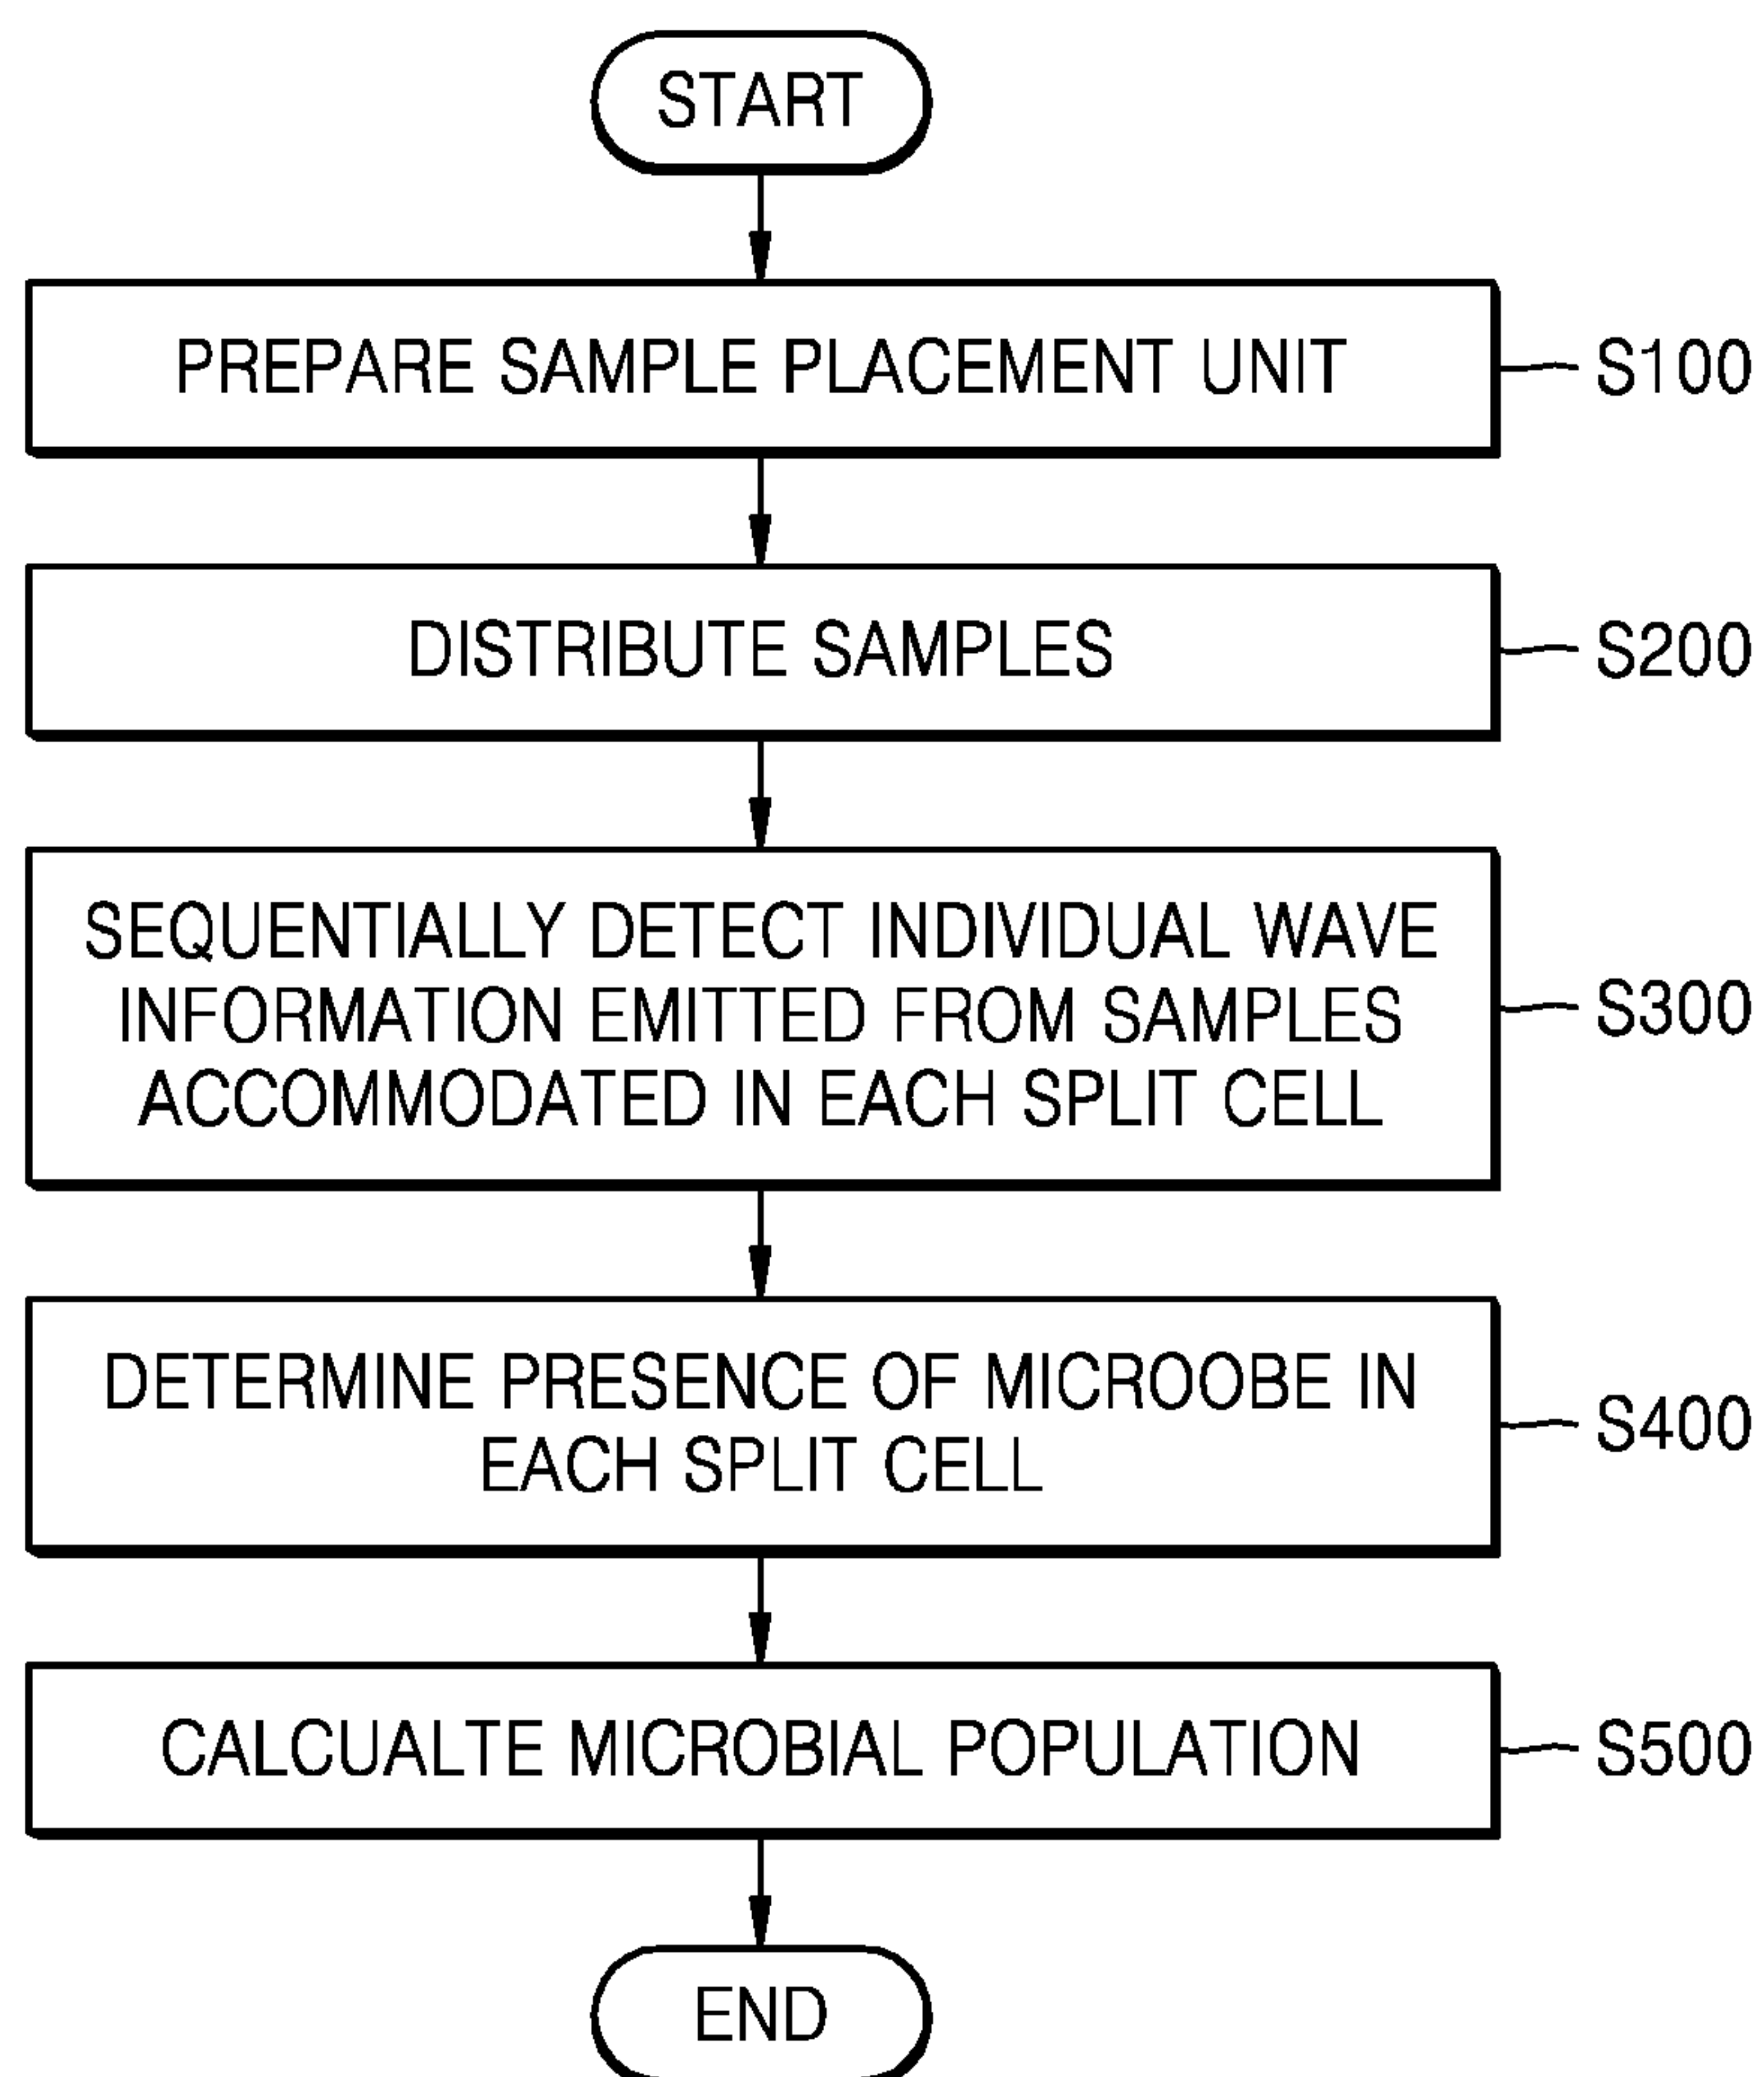 START
PREPARE SAMPLE PLACEMENT UNIT
S100
DISTRIBUTE SAMPLES
S200
SEQUENTIALLY DETECT INDIVIDUAL WAVE
INFORMATION EMITTED FROM SAMPLES
ACCOMMODATED IN EACH SPLIT CELL
S300
DETERMINE PRESENCE OF MICROOBE IN
EACH SPLIT CELL
S400
CALCUALTE MICROBIAL POPULATION
S500
END